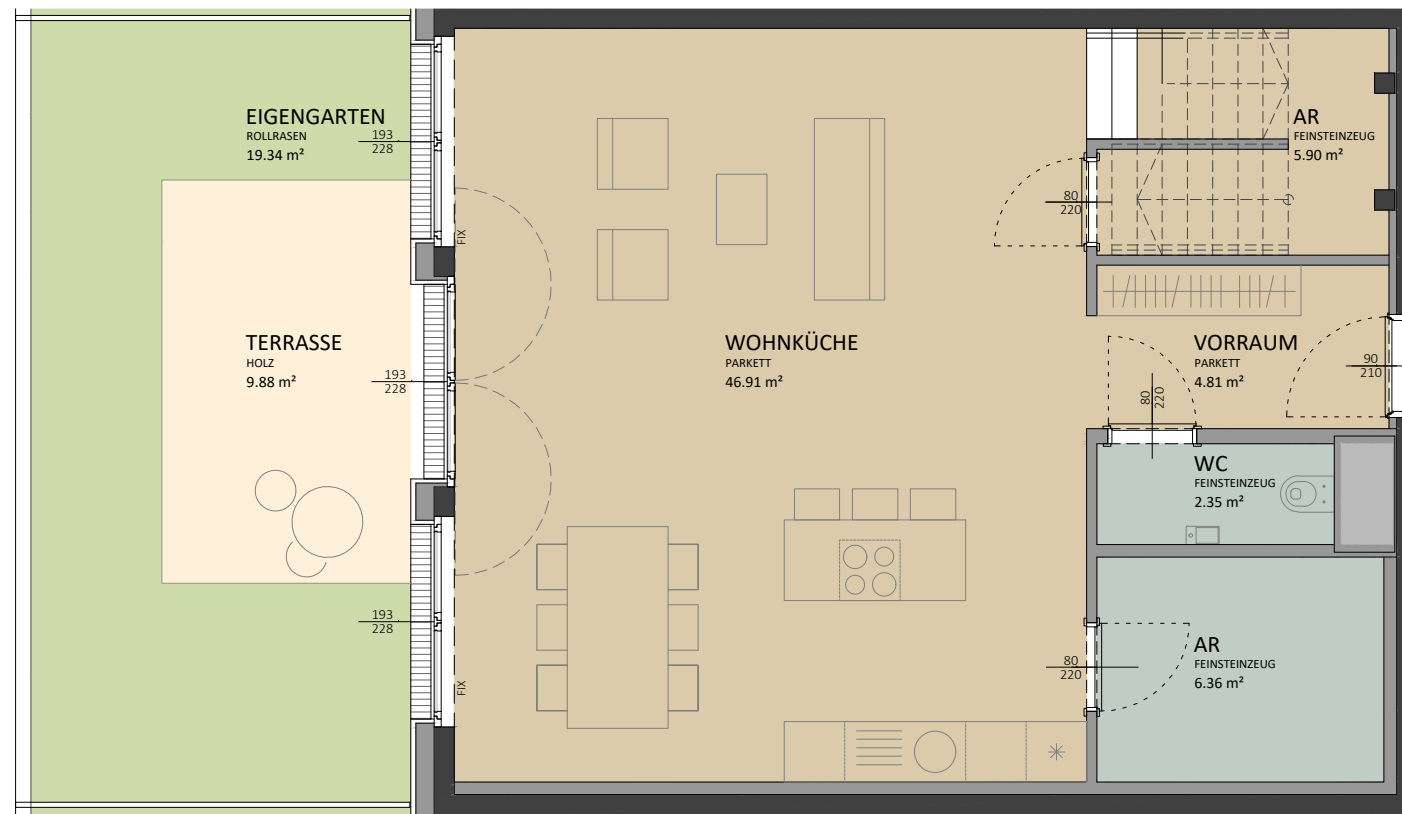 EIGENGARTEN
ROLLRASEN
19.34 m²
193
228
AR
FEINSTEINZEUG
5.90 m²
80
220
FIX
TERRASSE
HOLZ
9.88 m²
193
228
WOHNKÜCHE
PARKETT
46.91 m²
VORRAUM
PARKETT
4.81 m²
90
210
80
220
WC
FEINSTEINZEUG
2.35 m²
193
228
FIX
80
220
AR
FEINSTEINZEUG
6.36 m²